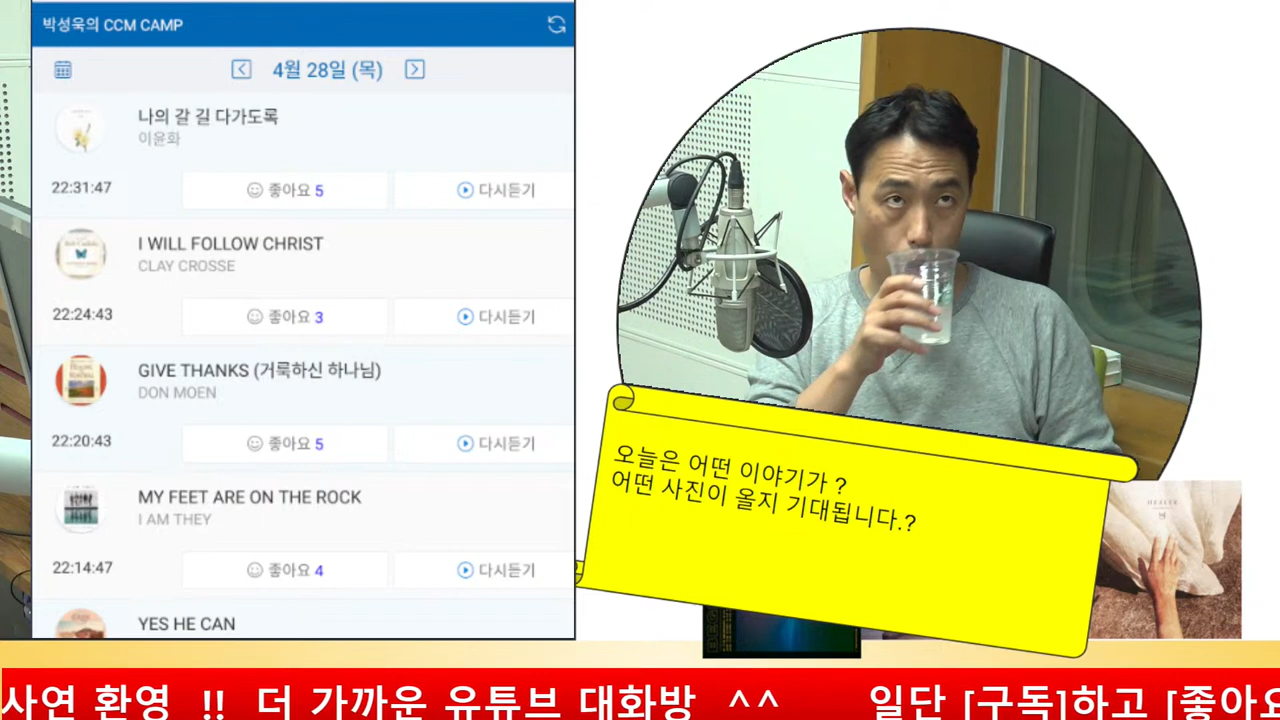 박성욱의 CCM CAMP
4월 28일 (목)
나의 갈 길 다가도록
이윤화
22:31:47
좋아요 5
다시듣기
I WILL FOLLOW CHRIST
CLAY CROSSE
22:24:43
좋아요 3
다시듣기
GIVE THANKS (거룩하신 하나님)
DON MOEN
22:20:43
좋아요 5
다시듣기
MY FEET ARE ON THE ROCK
I AM THEY
22:14:47
좋아요 4
다시듣기
YES HE CAN
오늘은 어떤 이야기가 ?
어떤 사진이 올지 기대됩니다.?
사연 환영 !! 더 가까운 유튜브 대화방 ^^ 일단 [구독]하고 [좋아요